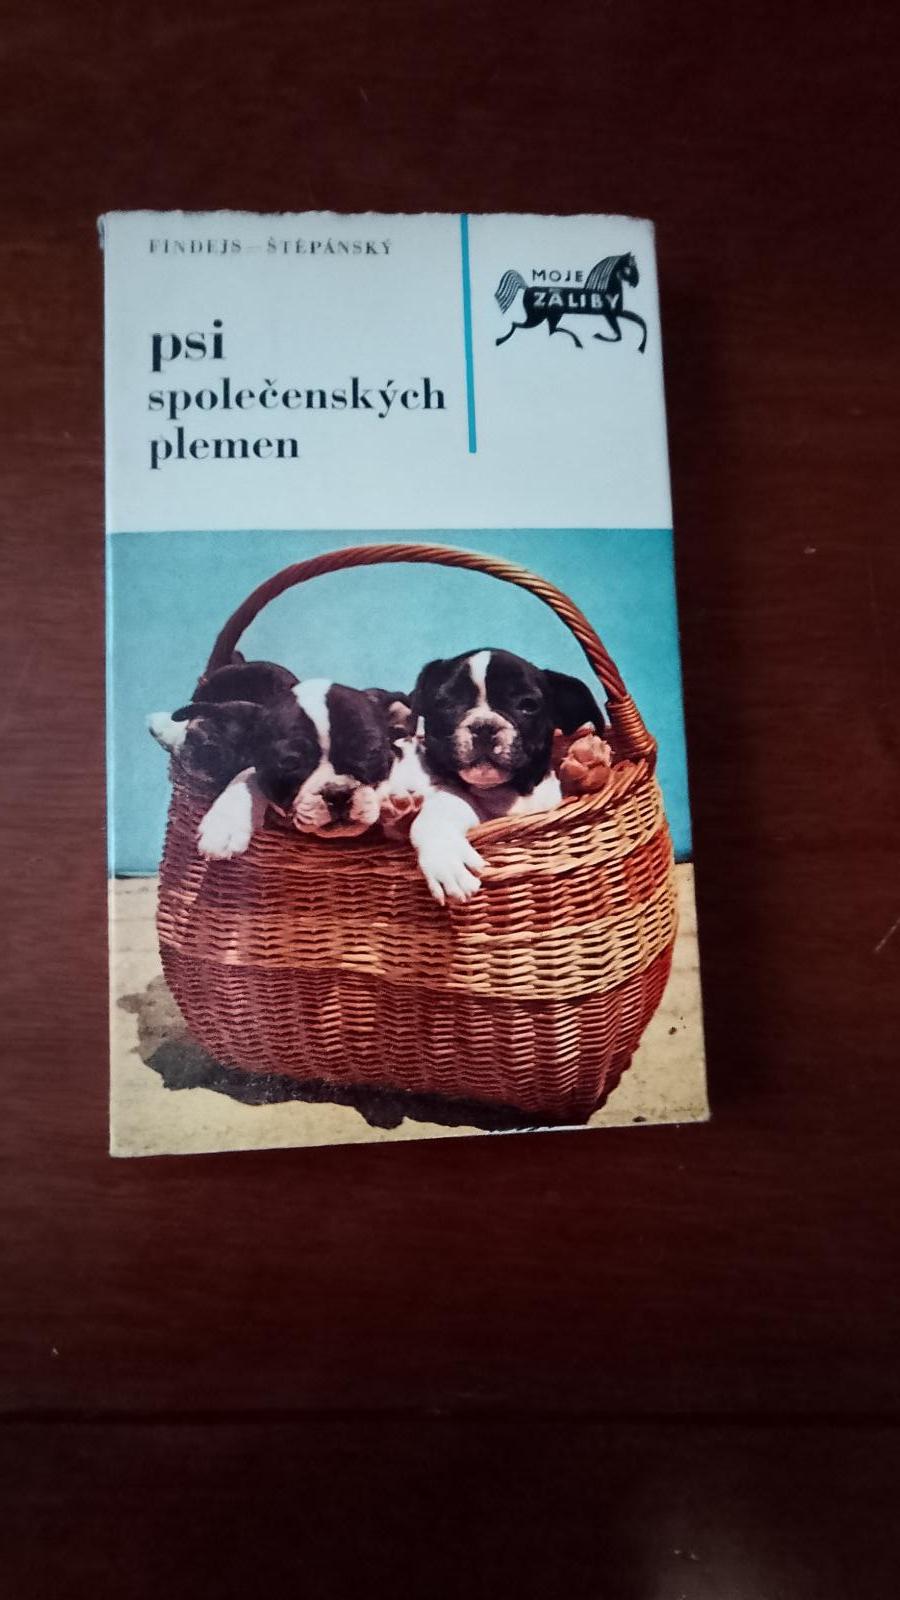 FINDEJS — ŠTĚPÁNSKÝ
psi
společenských
plemen
MOJE
ZÁLIBY